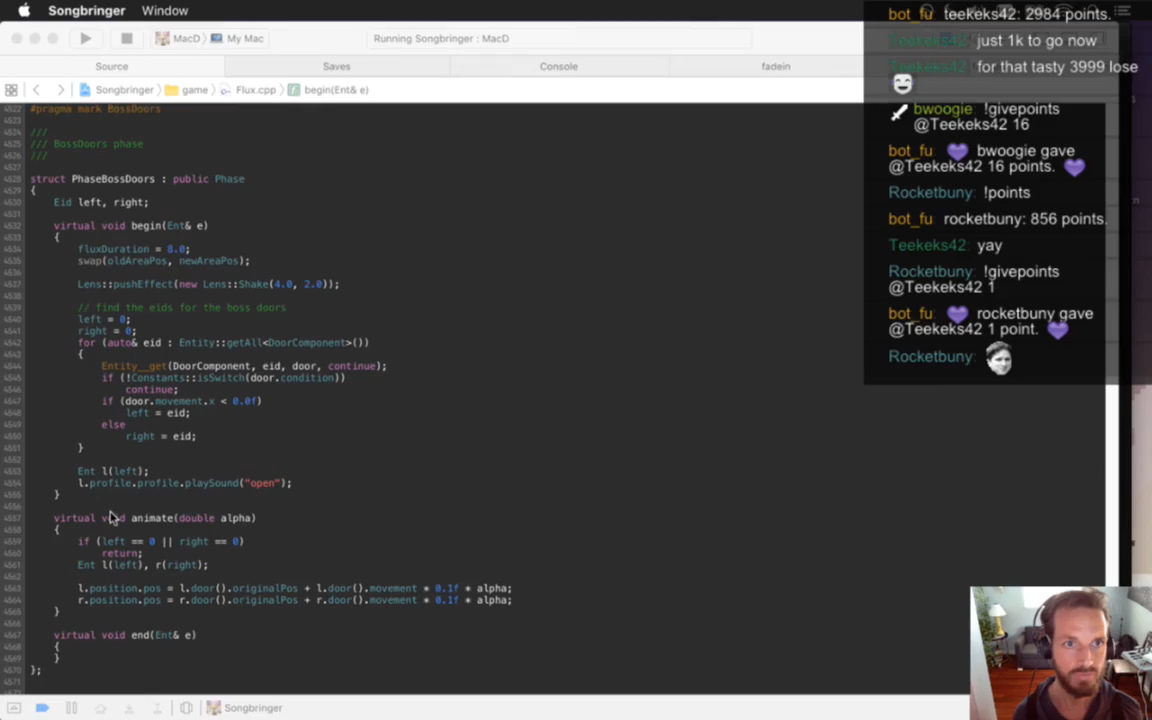 Songbringer Window
MacD My Mac
Running Songbringer : MacD
Source Saves Console fadein
Songbringer game Flux.cpp begin(Ent& e)
#pragma mark BossDoors
///
/// BossDoors phase
///
struct PhaseBossDoors : public Phase
{
Eid left, right;
virtual void begin(Ent& e)
{
fluxDuration = 8.0;
swap(oldAreaPos, newAreaPos);
Lens::pushEffect(new Lens::Shake(4.0, 2.0));
// find the eids for the boss doors
left = 0;
right = 0;
for (auto& eid : Entity::getAll<DoorComponent>())
{
Entity__get(DoorComponent, eid, door, continue);
if (!Constants::isSwitch(door.condition))
continue;
if (door.movement.x < 0.0f)
left = eid;
else
right = eid;
}
Ent l(left);
l.profile.profile.playSound("open");
}
virtual void animate(double alpha)
{
if (left == 0 || right == 0)
return;
Ent l(left), r(right);
l.position.pos = l.door().originalPos + l.door().movement * 0.1f * alpha;
r.position.pos = r.door().originalPos + r.door().movement * 0.1f * alpha;
}
virtual void end(Ent& e)
{
}
};
Songbringer
bot_fu: teekeks42: 2984 points.
Teekeks42: just 1k to go now
Teekeks42: for that tasty 3999 lose
bwoogie: !givepoints
@Teekeks42 16
bot_fu: bwoogie gave
@Teekeks42 16 points.
Rocketbuny: !points
bot_fu: rocketbuny: 856 points.
Teekeks42: yay
Rocketbuny: !givepoints
@Teekeks42 1
bot_fu: rocketbuny gave
@Teekeks42 1 point.
Rocketbuny: